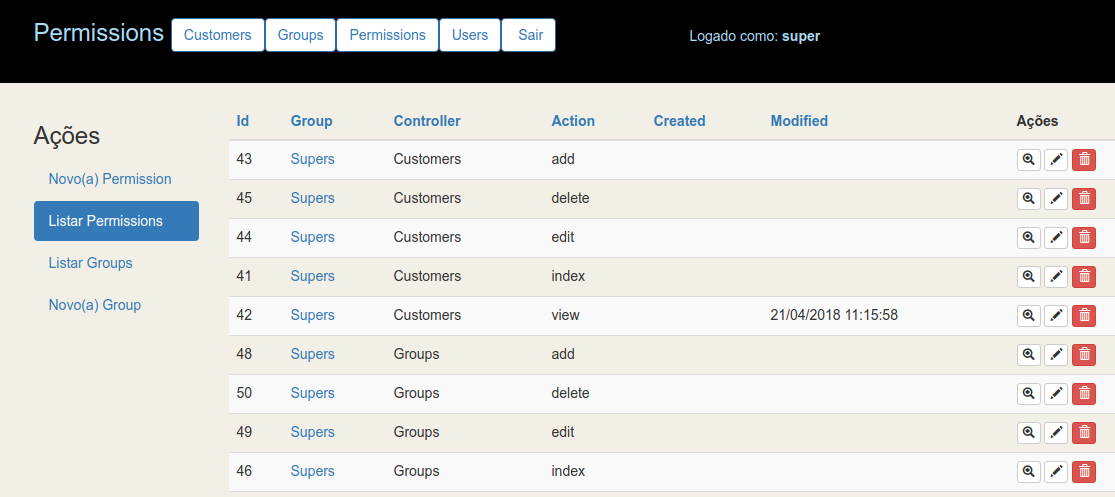 Permissions Customers Groups Permissions Users Sair Logado como: super
Ações
Novo(a) Permission
Listar Permissions
Listar Groups
Novo(a) Group
Id Group Controller Action Created Modified Ações
43 Supers Customers add
45 Supers Customers delete
44 Supers Customers edit
41 Supers Customers index
42 Supers Customers view 21/04/2018 11:15:58
48 Supers Groups add
50 Supers Groups delete
49 Supers Groups edit
46 Supers Groups index